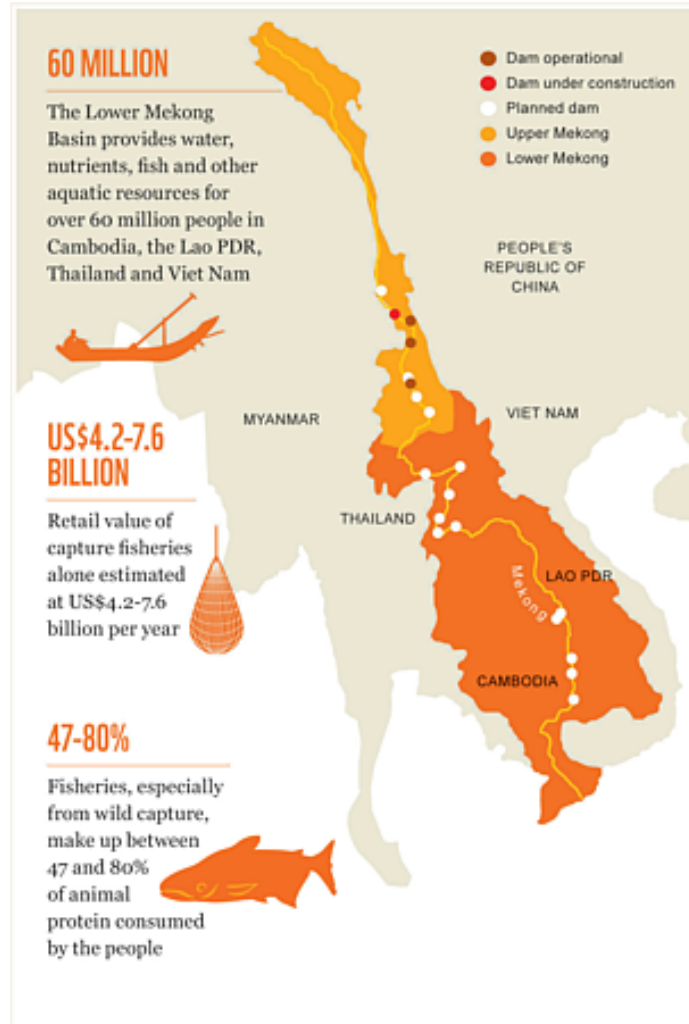 60 MILLION
The Lower Mekong
Basin provides water,
nutrients, fish and other
aquatic resources for
over 60 million people in
Cambodia, the Lao PDR,
Thailand and Viet Nam
Dam operational
Dam under construction
Planned dam
Upper Mekong
Lower Mekong
PEOPLE'S
REPUBLIC OF
CHINA
MYANMAR
VIET NAM
THAILAND
LAO PDR
Mekong
CAMBODIA
US$4.2-7.6
BILLION
Retail value of
capture fisheries
alone estimated
at US$4.2-7.6
billion per year
47-80%
Fisheries, especially
from wild capture,
make up between
47 and 80%
of animal
protein consumed
by the people